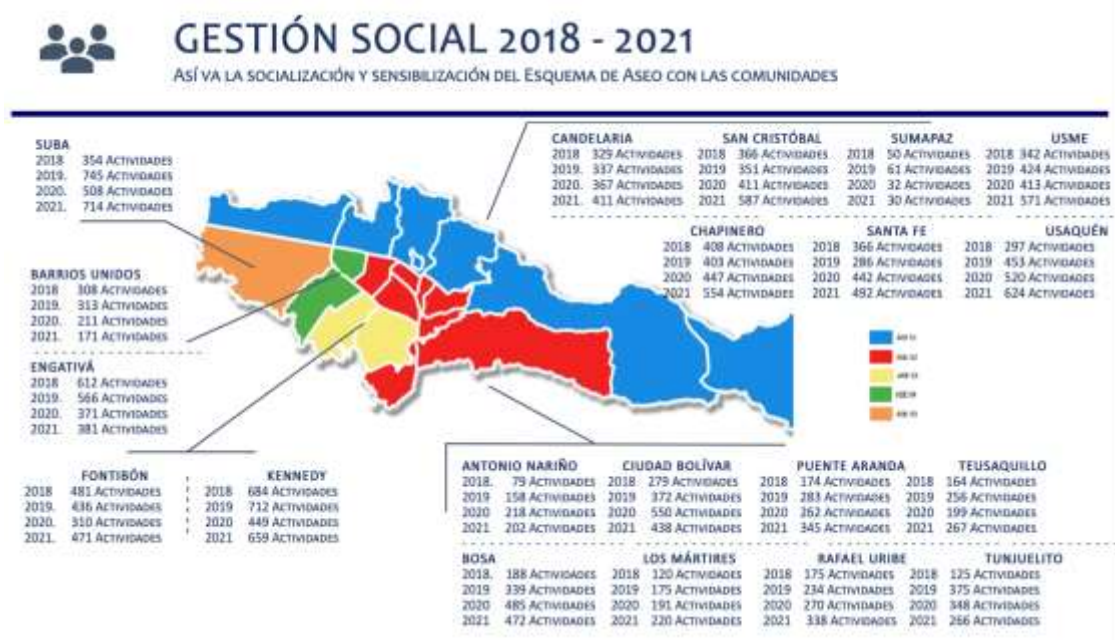 GESTIÓN SOCIAL 2018 - 2021
ASÍ VA LA SOCIALIZACIÓN Y SENSIBILIZACIÓN DEL ESQUEMA DE ASEO CON LAS COMUNIDADES
SUBA
2018 354 ACTIVIDADES
2019. 745 ACTIVIDADES
2020. 508 ACTIVIDADES
2021. 714 ACTIVIDADES
CANDELARIA SAN CRISTÓBAL SUMAPAZ USME
2018 329 ACTIVIDADES 2018 366 ACTIVIDADES 2018 50 ACTIVIDADES 2018 342 ACTIVIDADES
2019. 337 ACTIVIDADES 2019 351 ACTIVIDADES 2019 61 ACTIVIDADES 2019 424 ACTIVIDADES
2020. 367 ACTIVIDADES 2020 411 ACTIVIDADES 2020 32 ACTIVIDADES 2020 413 ACTIVIDADES
2021. 411 ACTIVIDADES 2021 587 ACTIVIDADES 2021 30 ACTIVIDADES 2021 571 ACTIVIDADES
CHAPINERO SANTA FE USAQUÉN
2018 408 ACTIVIDADES 2018 366 ACTIVIDADES 2018 297 ACTIVIDADES
2019 403 ACTIVIDADES 2019 286 ACTIVIDADES 2019 453 ACTIVIDADES
2020 447 ACTIVIDADES 2020 442 ACTIVIDADES 2020 520 ACTIVIDADES
2021 554 ACTIVIDADES 2021 492 ACTIVIDADES 2021 624 ACTIVIDADES
BARRIOS UNIDOS
2018 308 ACTIVIDADES
2019. 313 ACTIVIDADES
2020. 211 ACTIVIDADES
2021. 171 ACTIVIDADES
ENGATIVÁ
2018 612 ACTIVIDADES
2019. 566 ACTIVIDADES
2020. 371 ACTIVIDADES
2021. 381 ACTIVIDADES
FONTIBÓN KENNEDY
2018 481 ACTIVIDADES 2018 684 ACTIVIDADES
2019. 436 ACTIVIDADES 2019 712 ACTIVIDADES
2020. 310 ACTIVIDADES 2020 449 ACTIVIDADES
2021. 471 ACTIVIDADES 2021 659 ACTIVIDADES
ANTONIO NARIÑO CIUDAD BOLÍVAR PUENTE ARANDA TEUSAQUILLO
2018. 79 ACTIVIDADES 2018 279 ACTIVIDADES 2018 174 ACTIVIDADES 2018 164 ACTIVIDADES
2019 158 ACTIVIDADES 2019 372 ACTIVIDADES 2019 283 ACTIVIDADES 2019 256 ACTIVIDADES
2020 218 ACTIVIDADES 2020 550 ACTIVIDADES 2020 262 ACTIVIDADES 2020 199 ACTIVIDADES
2021 202 ACTIVIDADES 2021 438 ACTIVIDADES 2021 345 ACTIVIDADES 2021 267 ACTIVIDADES
BOSA LOS MÁRTIRES RAFAEL URIBE TUNJUELITO
2018. 188 ACTIVIDADES 2018 120 ACTIVIDADES 2018 175 ACTIVIDADES 2018 125 ACTIVIDADES
2019 339 ACTIVIDADES 2019 175 ACTIVIDADES 2019 234 ACTIVIDADES 2019 375 ACTIVIDADES
2020 485 ACTIVIDADES 2020 191 ACTIVIDADES 2020 270 ACTIVIDADES 2020 348 ACTIVIDADES
2021 472 ACTIVIDADES 2021 220 ACTIVIDADES 2021 338 ACTIVIDADES 2021 266 ACTIVIDADES